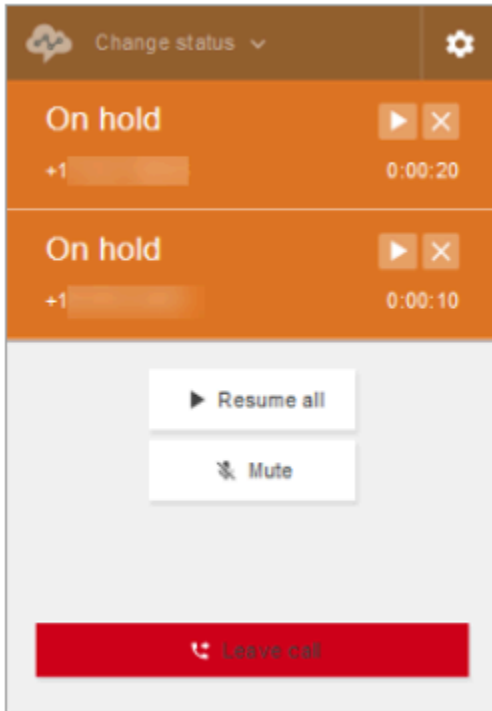 Change status
On hold
+1
0:00:20
On hold
+1
0:00:10
Resume all
Mute
Leave call